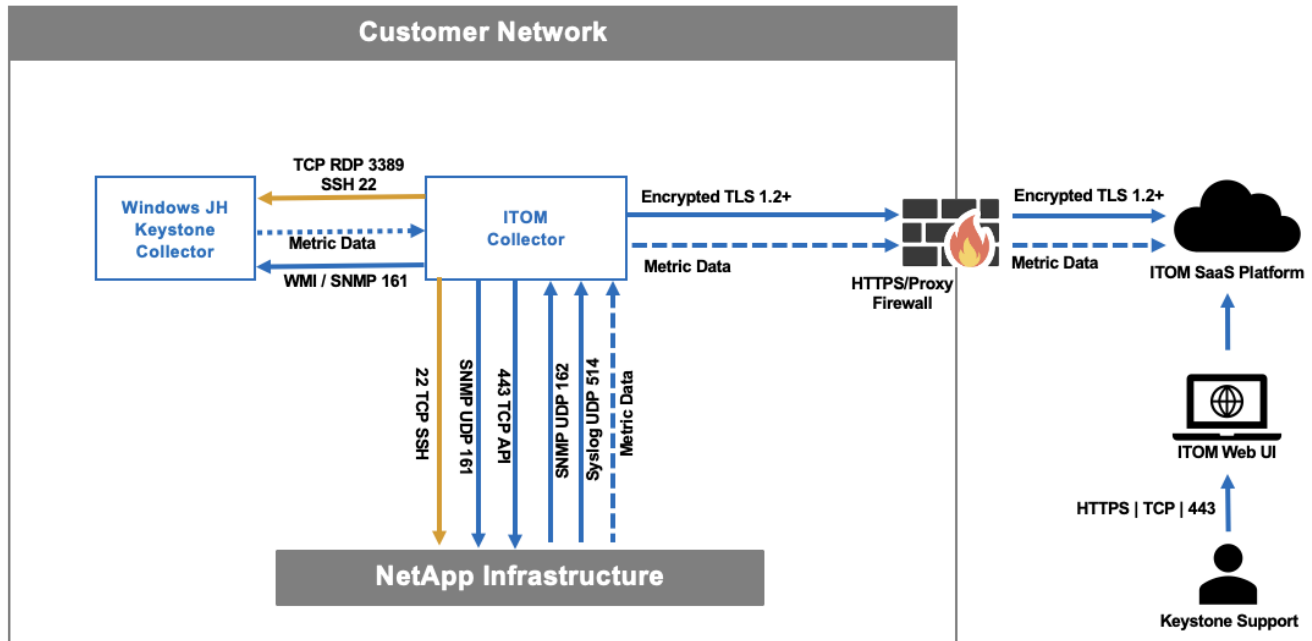 Customer Network
TCP RDP 3389
SSH 22
Windows JH
Keystone
Collector
Metric Data
WMI / SNMP 161
ITOM
Collector
Encrypted TLS 1.2+
Metric Data
HTTPS/Proxy
Firewall
Encrypted TLS 1.2+
Metric Data
ITOM SaaS Platform
22 TCP SSH
SNMP UDP 161
443 TCP API
SNMP UDP 162
Syslog UDP 514
Metric Data
NetApp Infrastructure
ITOM Web UI
HTTPS | TCP | 443
Keystone Support